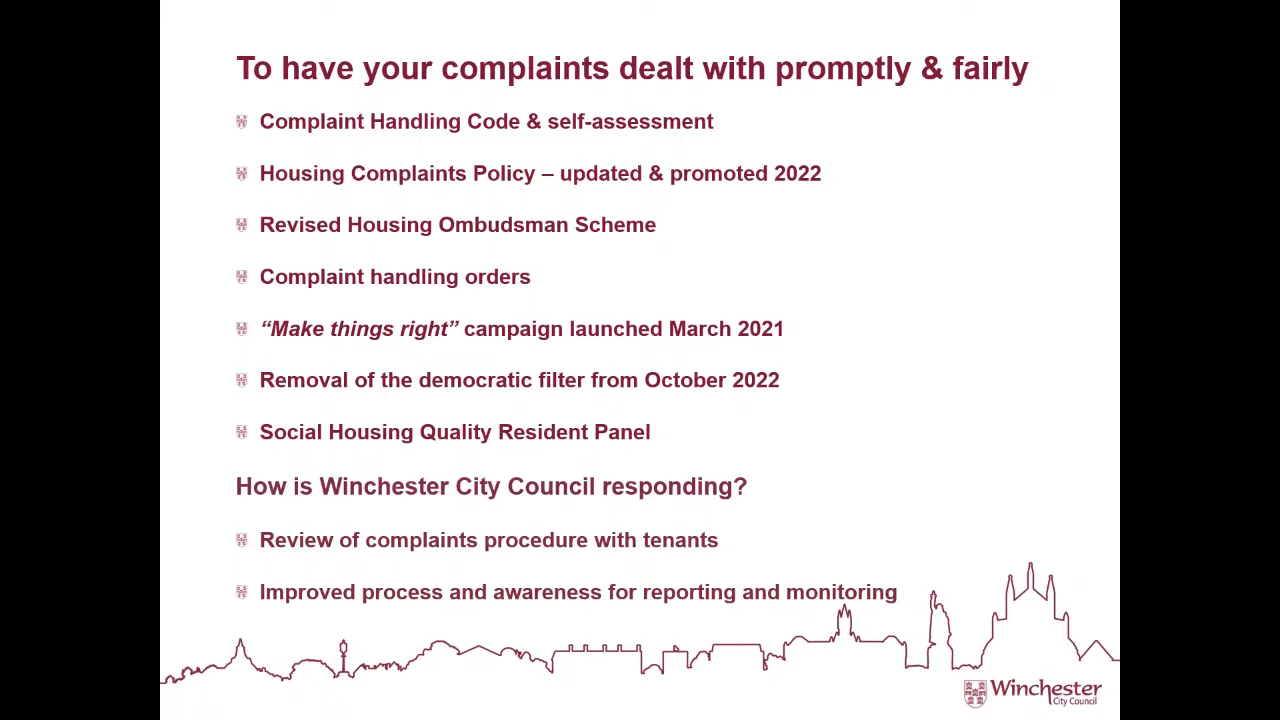 To have your complaints dealt with promptly & fairly
Complaint Handling Code & self-assessment
Housing Complaints Policy – updated & promoted 2022
Revised Housing Ombudsman Scheme
Complaint handling orders
“Make things right” campaign launched March 2021
Removal of the democratic filter from October 2022
Social Housing Quality Resident Panel
How is Winchester City Council responding?
Review of complaints procedure with tenants
Improved process and awareness for reporting and monitoring
Winchester
City Council